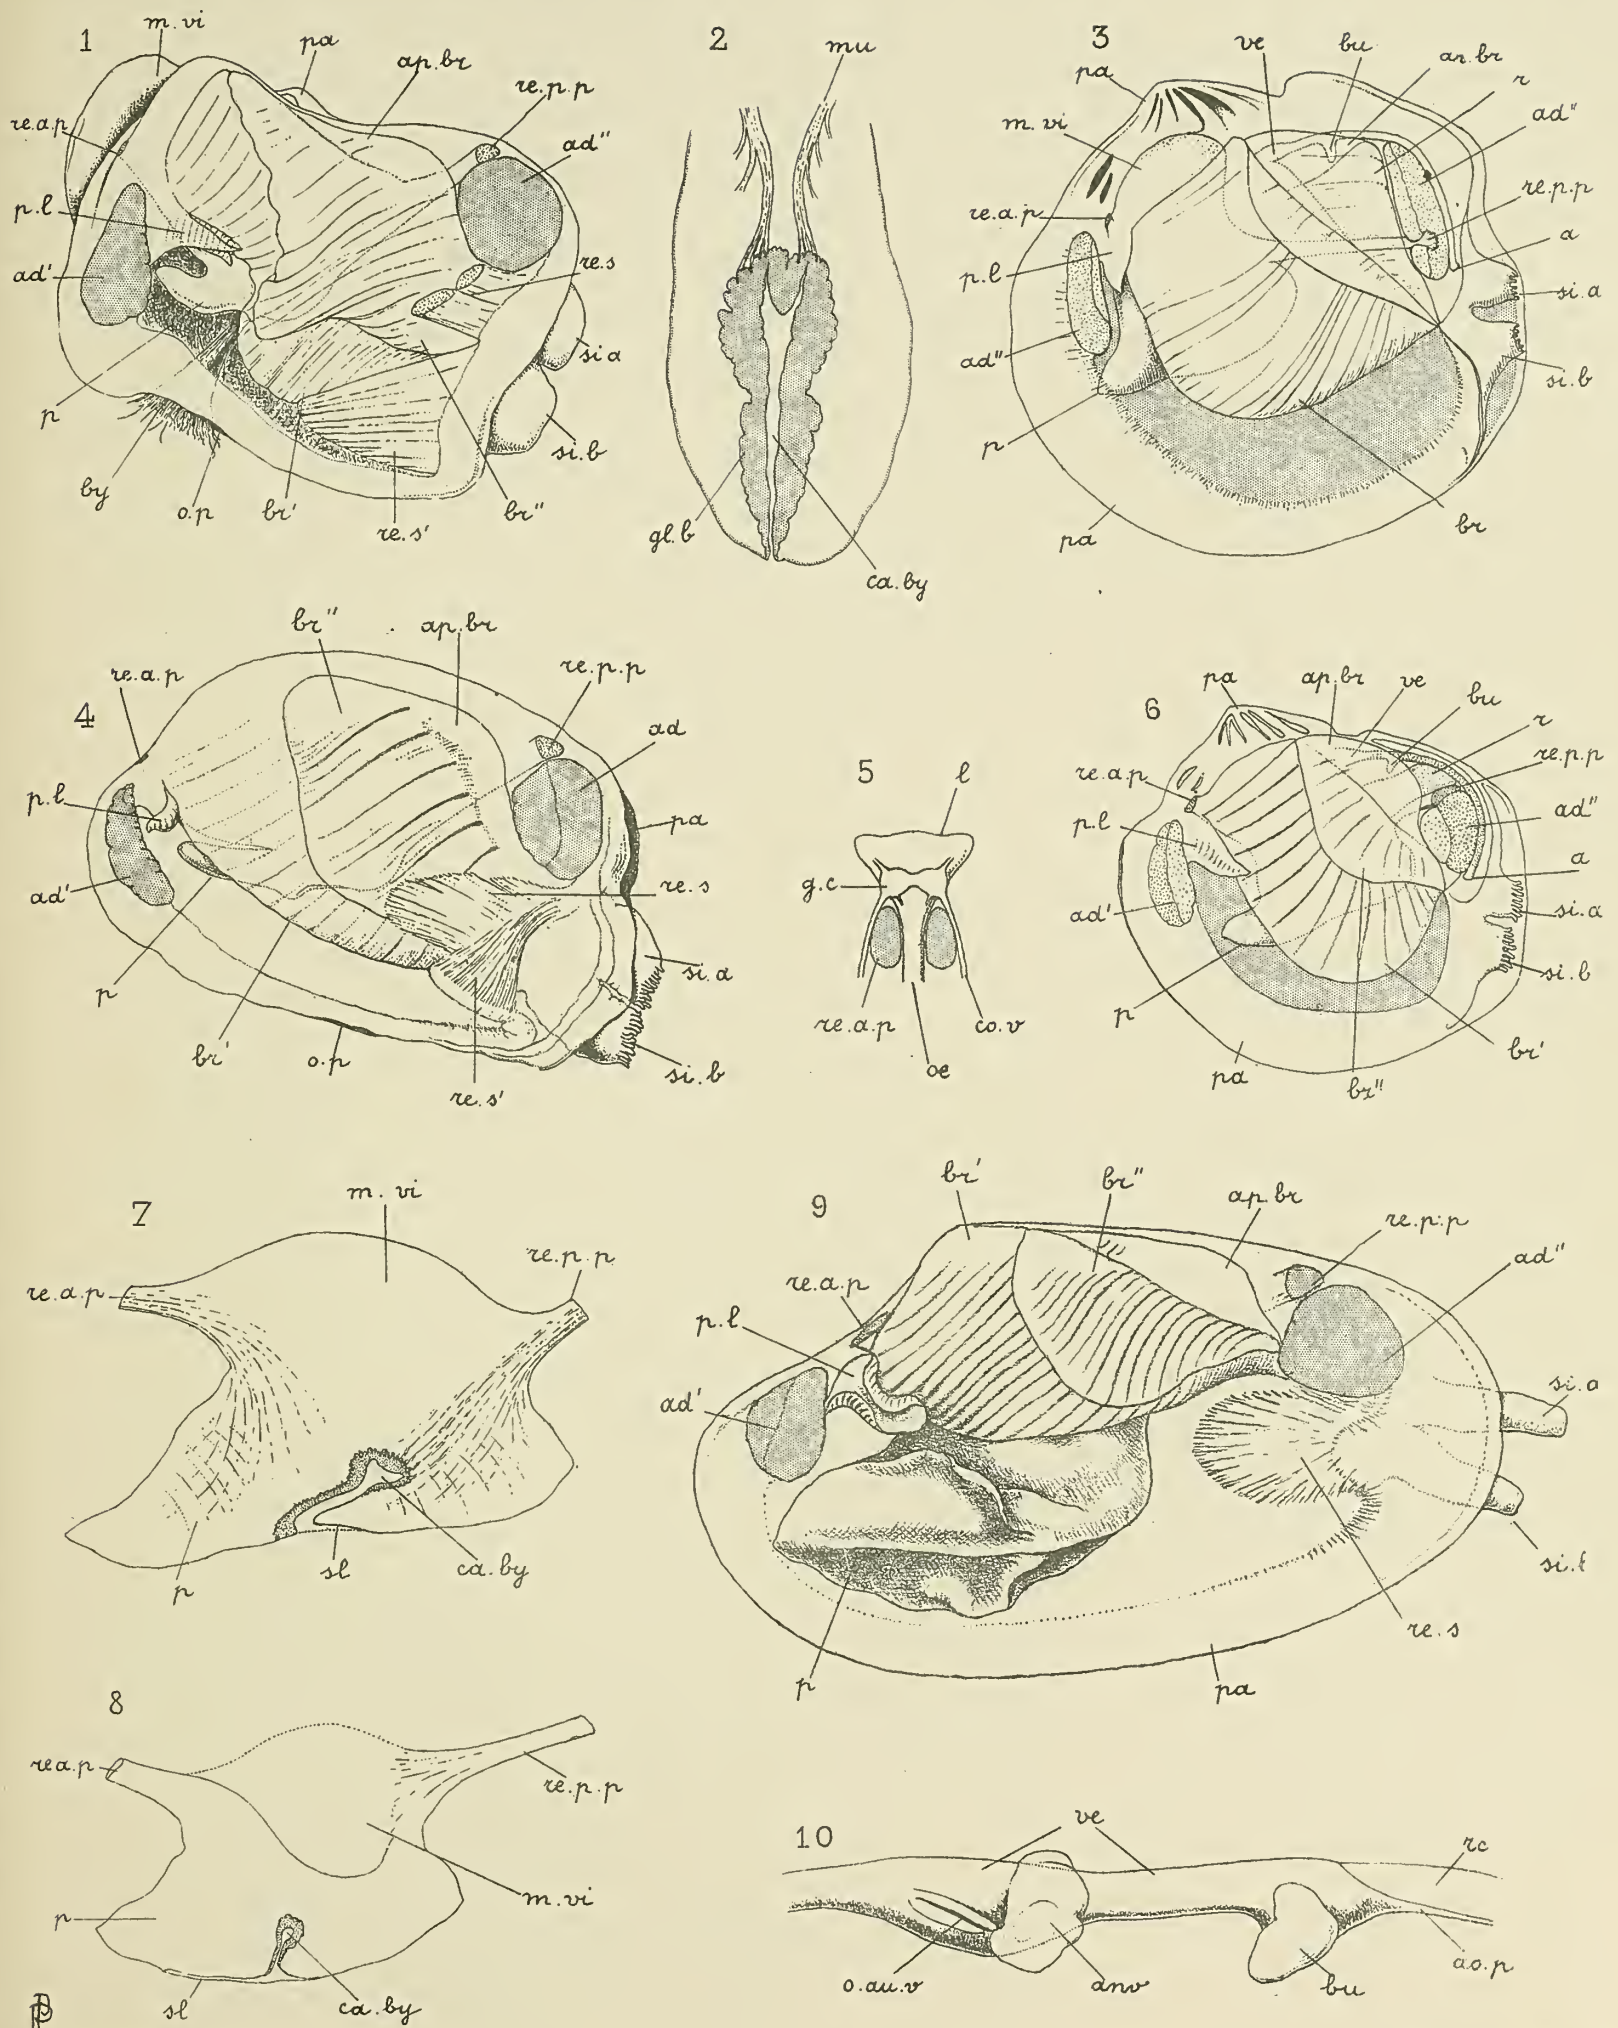 1
m.vi
pa
ap.br
re.p.p
ad"
re.a.p
p.l
ad'
re.s
si a
p
by
o.p
br'
re.s'
br"
si.b
2
mu
gl.b
ca.by
3
pa
ve
bu
an.br
r
ad"
m.vi
re.a.p
re.p.p
a
p.l
si.a
ad"
si.b
p
pa
br
4
re.a.p
br"
ap.br
re.p.p
ad
p.l
pa
ad'
re.s
p
si.a
br'
o.p
re.s'
si.b
5
l
g.c
re.a.p
co.v
oe
6
pa
ap.br
ve
bu
r
re.p.p
re.a.p
ad"
p.l
a
ad'
si.a
si.b
p
br'
pa
br"
7
m.vi
re.a.p
re.p.p
p
sl
ca.by
8
re a.p
re.p.p
m.vi
p
sl
ca.by
9
br'
br"
ap.br
re.p.p
re.a.p
ad"
p.l
si.a
ad'
re.s
p
pa
10
ve
rc
o.au.v
anv
bu
ao.p